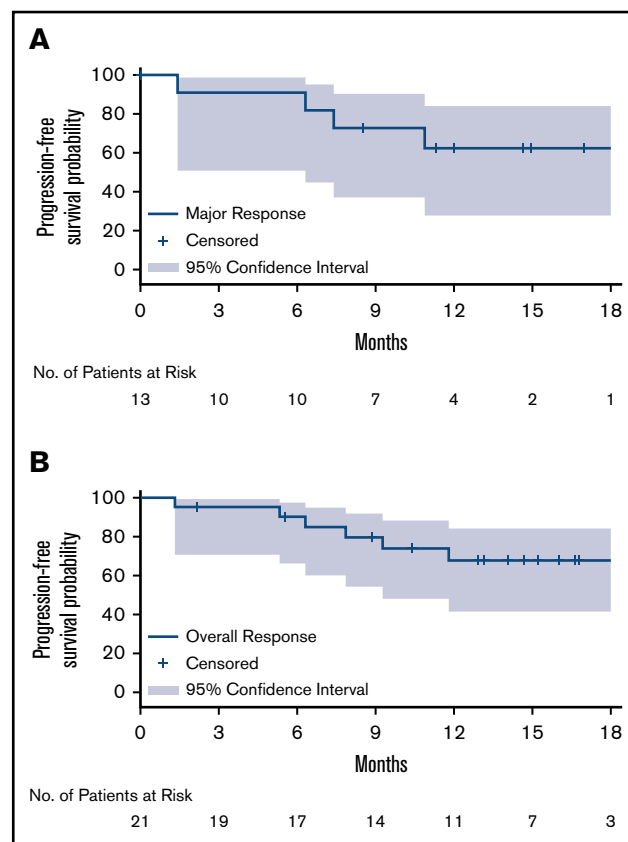 A
100
80
60
40
20
0
Progression-free
survival probability
Major Response
Censored
95% Confidence Interval
0 3 6 9 12 15 18
Months
No. of Patients at Risk
13 10 10 7 4 2 1
B
100
80
60
40
20
0
Progression-free
survival probability
Overall Response
Censored
95% Confidence Interval
0 3 6 9 12 15 18
Months
No. of Patients at Risk
21 19 17 14 11 7 3